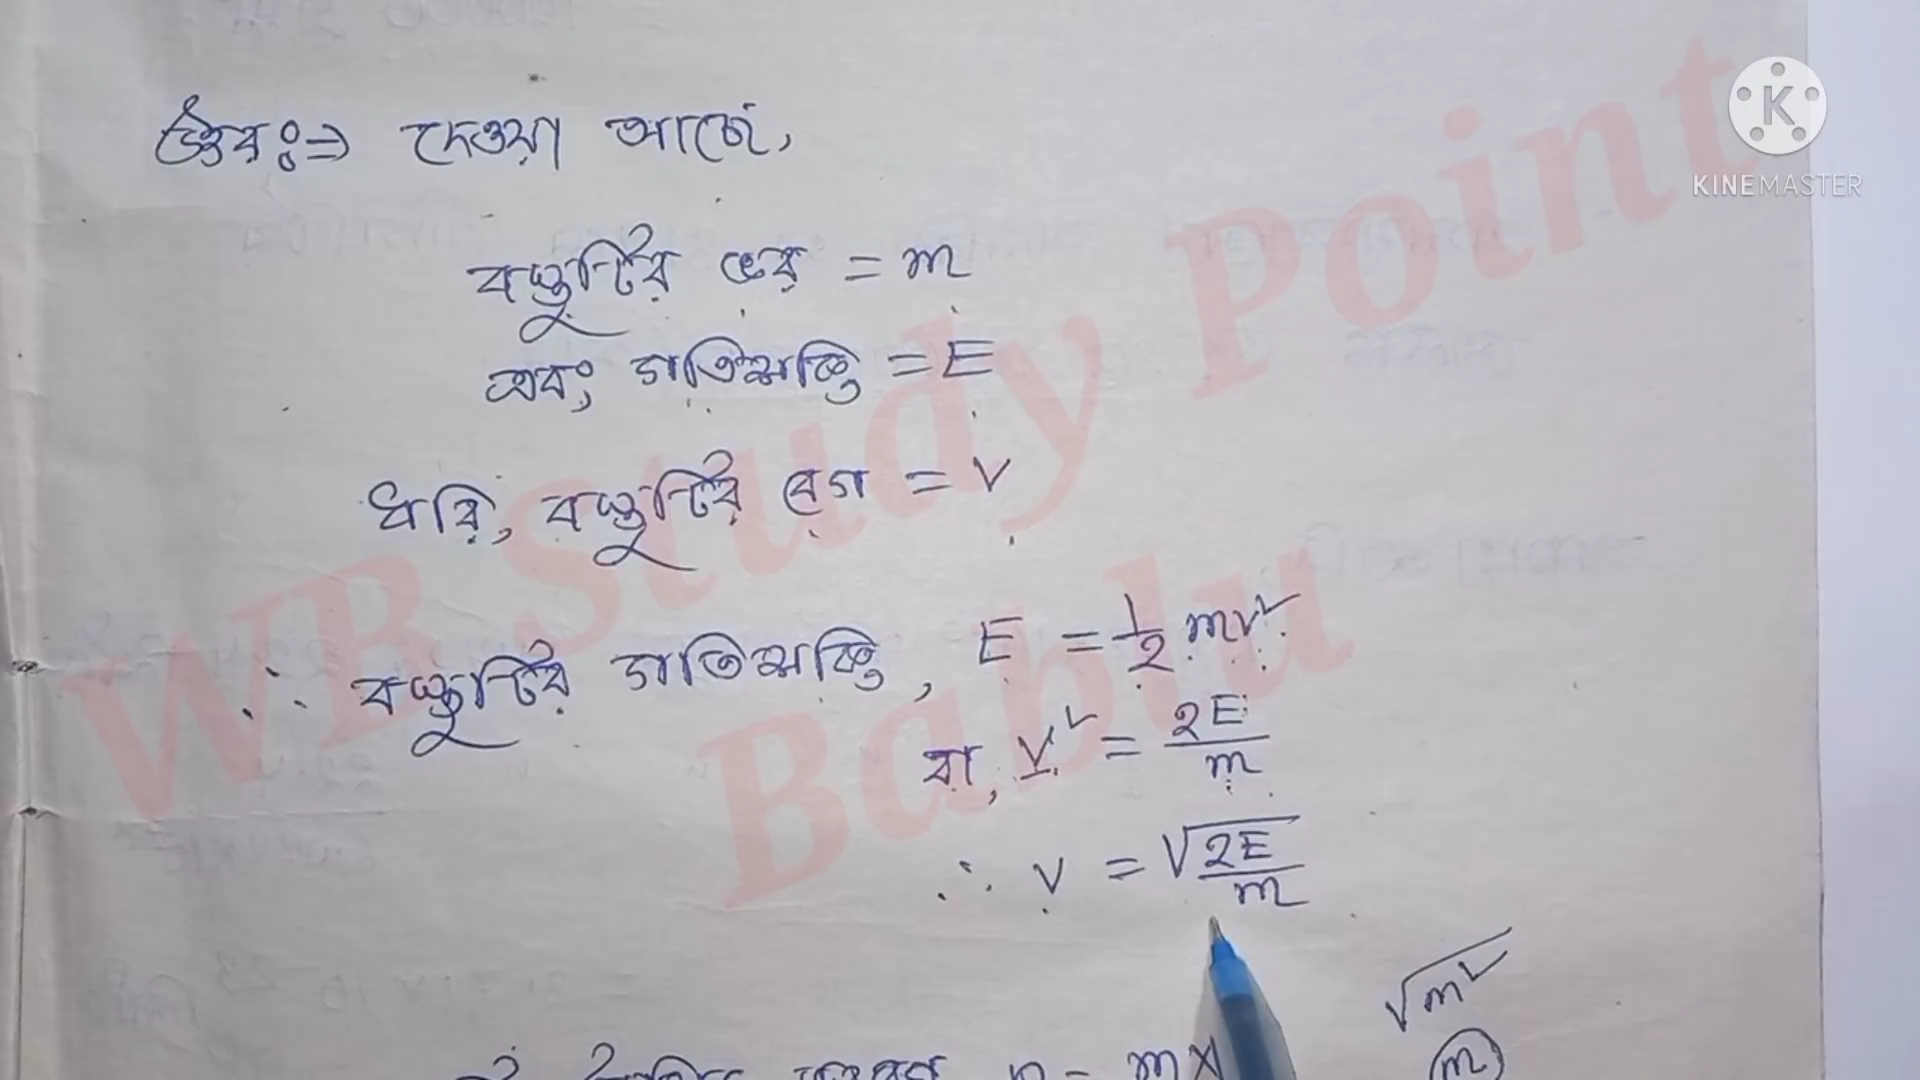 উত্তরঃ⇒ দেওয়া আছে,
বস্তুটির ভর = m
এবং গতিশক্তি = E
ধরি, বস্তুটির বেগ = v
∴ বস্তুটির গতিশক্তি, E = 1/2 mv²
বা, v² = 2E/m
∴ v = √2E/m
√m²
m
p = m×
WB Study Point
Bablu
K
KINEMASTER